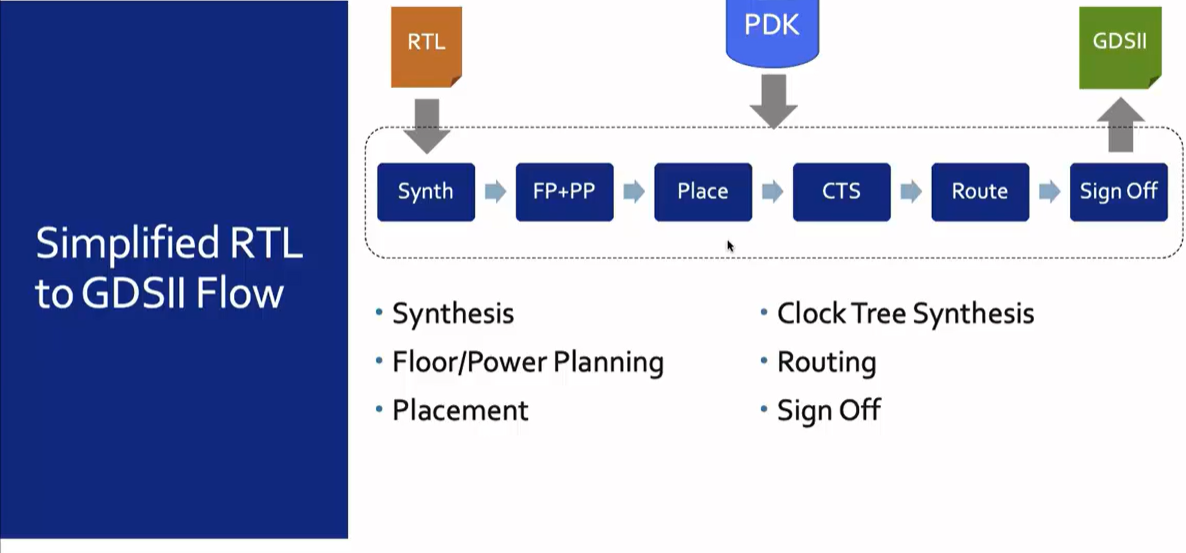 Simplified RTL
to GDSII Flow
RTL
PDK
GDSII
Synth
FP+PP
Place
CTS
Route
Sign Off
• Synthesis
• Floor/Power Planning
• Placement
• Clock Tree Synthesis
• Routing
• Sign Off